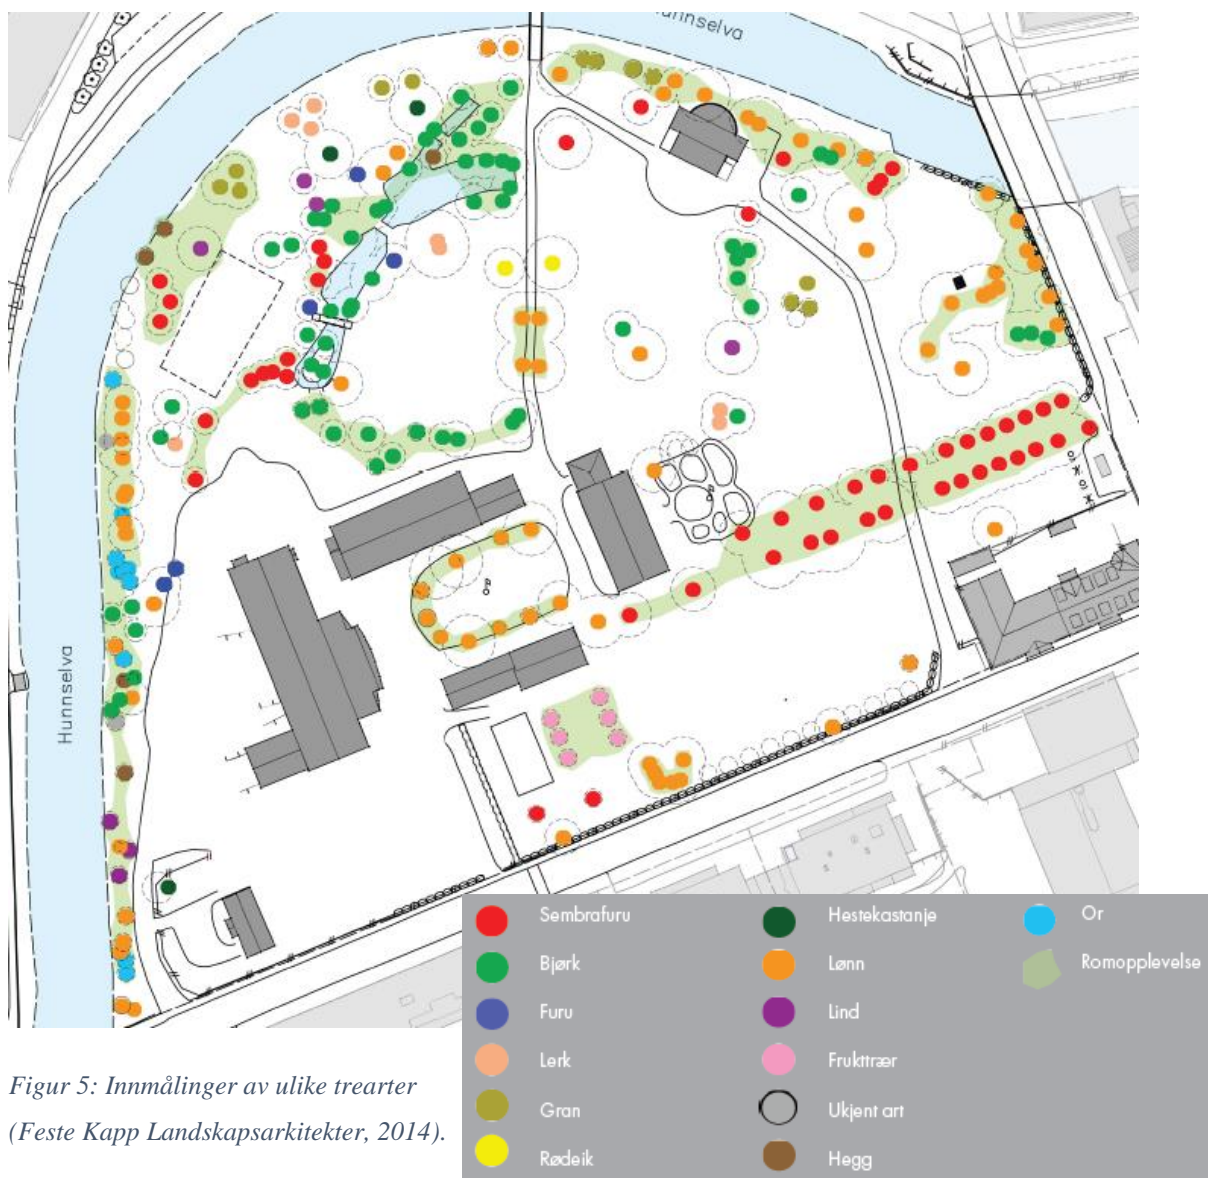 Hunnselva
Hunnselva
Sembrafuru
Bjørk
Furu
Lerk
Gran
Rødeik
Hestekastanje
Lønn
Lind
Frukttrær
Ukjent art
Hegg
Or
Romopplevelse
Figur 5: Innmålinger av ulike trearter
(Feste Kapp Landskapsarkitekter, 2014).